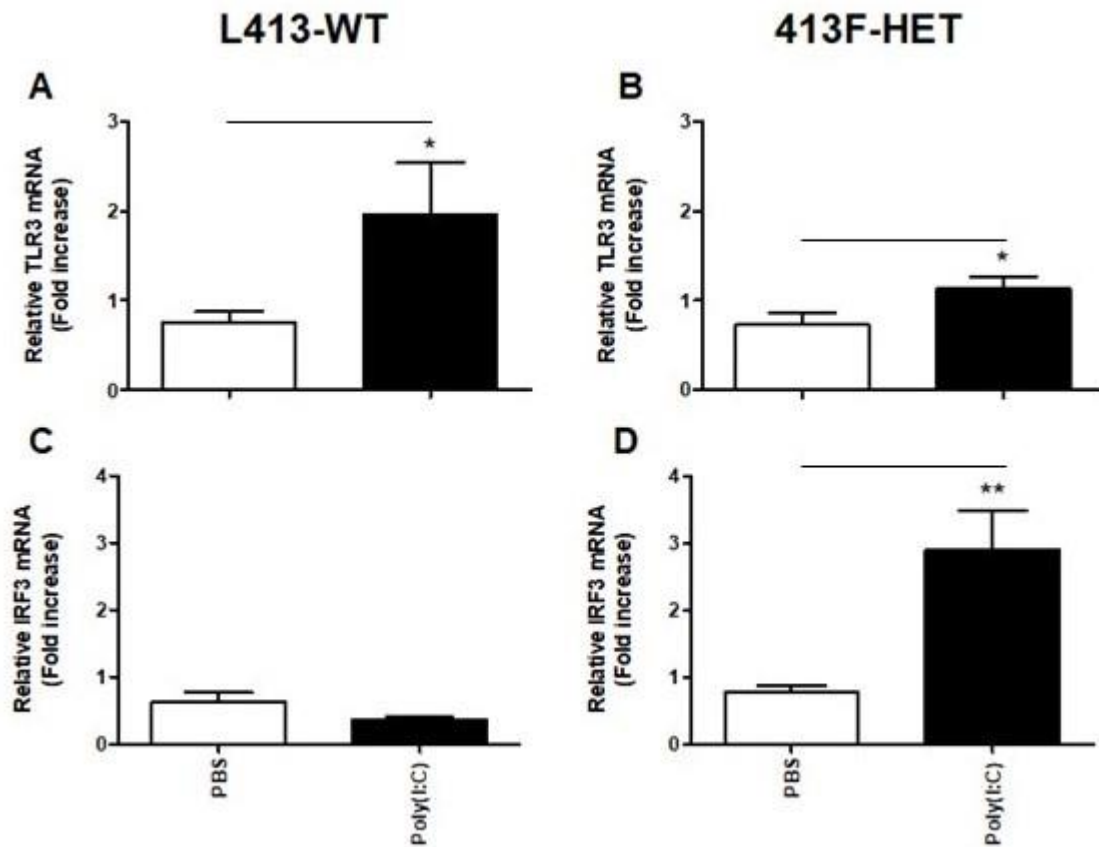 L413-WT
413F-HET
A
Relative TLR3 mRNA
(Fold increase)
3
2
1
0
*
B
Relative TLR3 mRNA
(Fold increase)
3
2
1
0
*
C
Relative IRF3 mRNA
(Fold increase)
4
3
2
1
0
PBS
Poly(I:C)
D
Relative IRF3 mRNA
(Fold increase)
4
3
2
1
0
**
PBS
Poly(I:C)